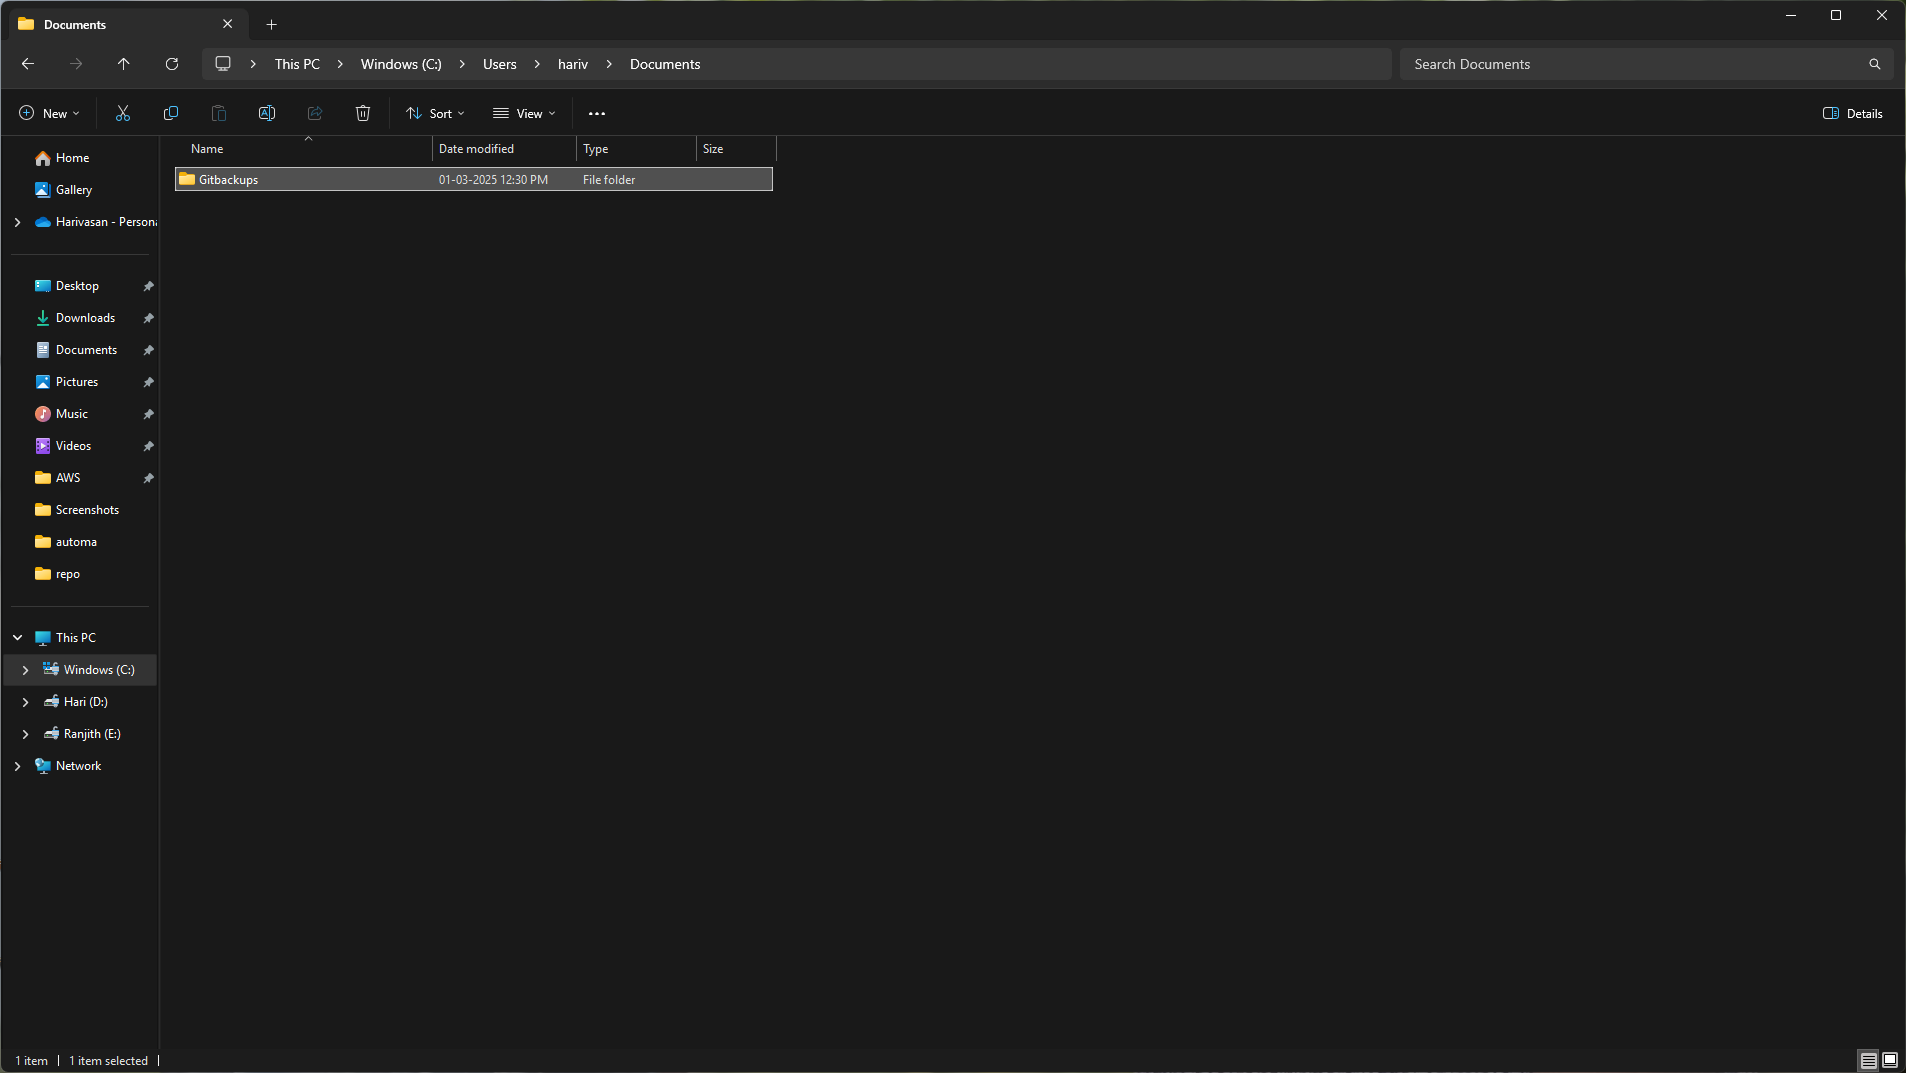 Documents
This PC > Windows (C:) > Users > hariv > Documents
Search Documents
New
Sort
View
Details
Name Date modified Type Size
Gitbackups 01-03-2025 12:30 PM File folder
Home
Gallery
Harivasan - Persona
Desktop
Downloads
Documents
Pictures
Music
Videos
AWS
Screenshots
automa
repo
This PC
Windows (C:)
Hari (D:)
Ranjith (E:)
Network
1 item | 1 item selected |